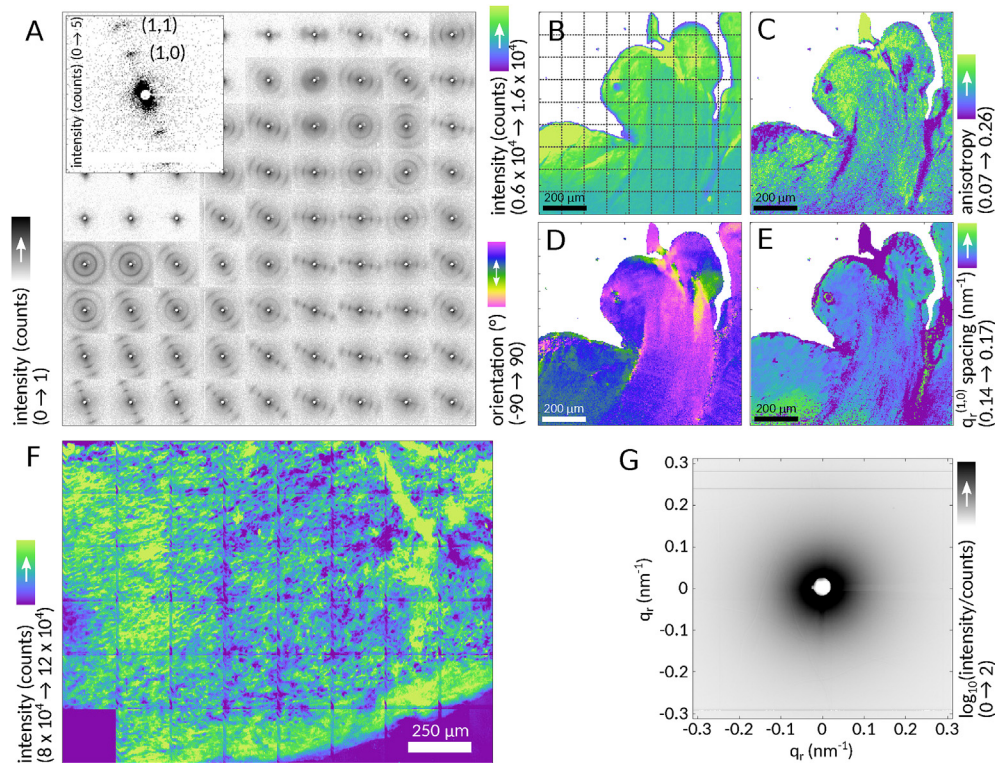 A
intensity (counts) (0 → 5)
(1,1)
(1,0)
intensity (counts)
(0 → 1)
B
intensity (counts)
(0.6 x 10⁴ → 1.6 x 10⁴)
200 µm
C
anisotropy
(0.07 → 0.26)
200 µm
D
orientation (°)
(-90 → 90)
200 µm
E
qᵣ⁽¹,⁰⁾ spacing (nm⁻¹)
(0.14 → 0.17)
200 µm
F
intensity (counts)
(8 x 10⁴ → 12 x 10⁴)
250 µm
G
0.3
0.2
0.1
0
-0.1
-0.2
-0.3
qᵣ (nm⁻¹)
-0.3 -0.2 -0.1 0 0.1 0.2 0.3
qᵣ (nm⁻¹)
log₁₀(intensity/counts)
(0 → 2)